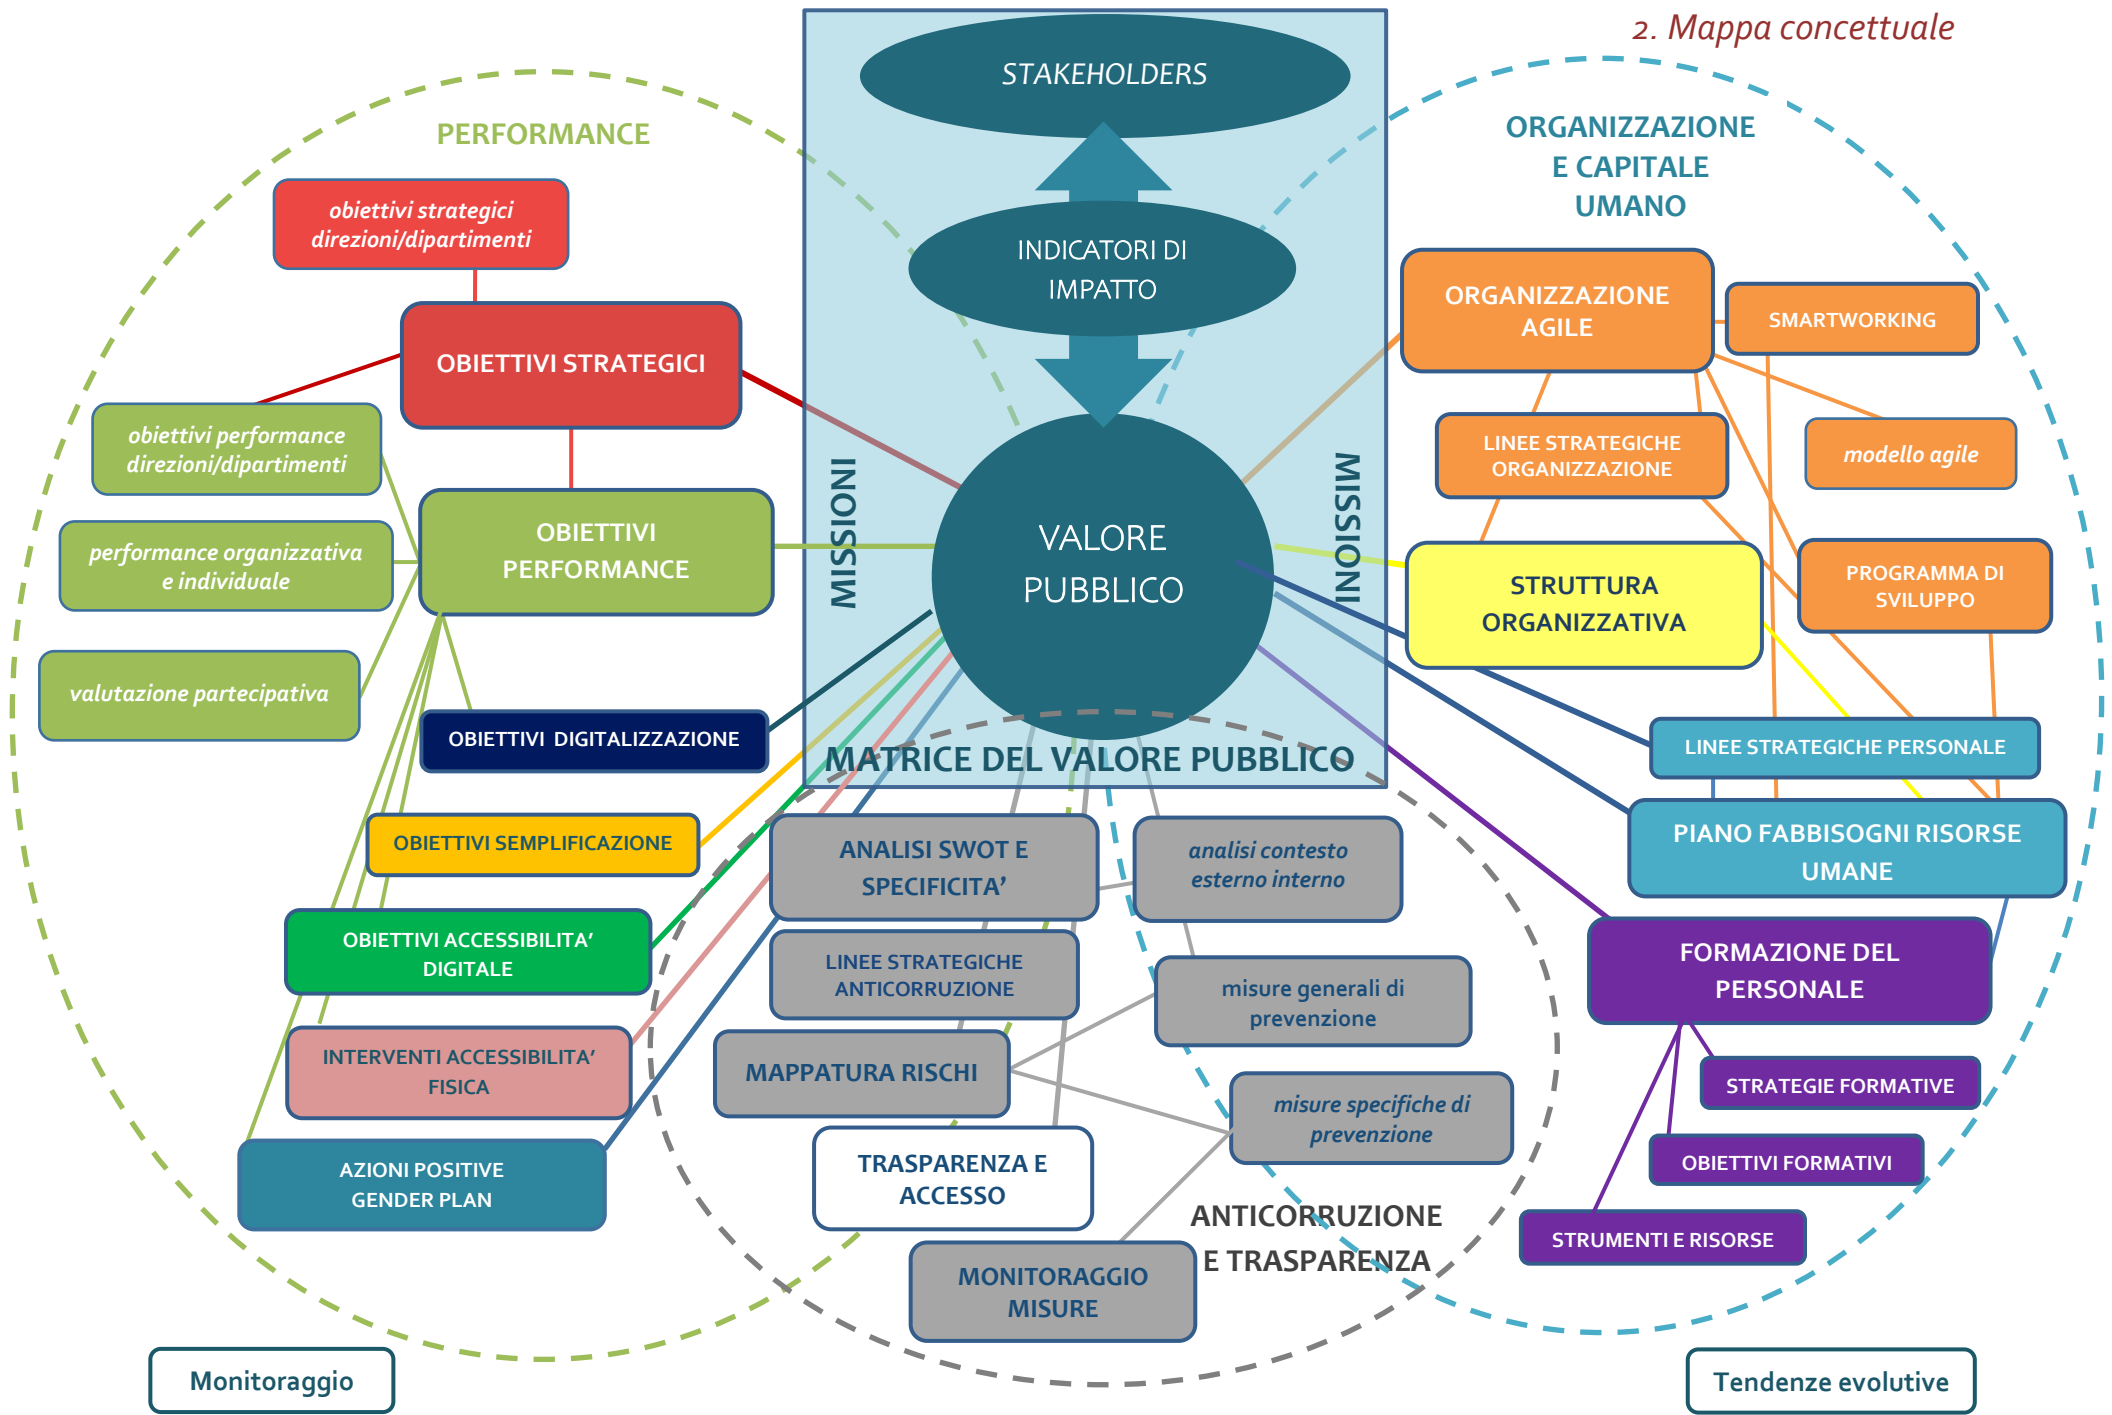 2. Mappa concettuale
STAKEHOLDERS
INDICATORI DI
IMPATTO
VALORE
PUBBLICO
MISSIONI
MISSIONI
MATRICE DEL VALORE PUBBLICO
PERFORMANCE
obiettivi strategici
direzioni/dipartimenti
OBIETTIVI STRATEGICI
obiettivi performance
direzioni/dipartimenti
OBIETTIVI
PERFORMANCE
performance organizzativa
e individuale
valutazione partecipativa
OBIETTIVI  DIGITALIZZAZIONE
OBIETTIVI SEMPLIFICAZIONE
OBIETTIVI ACCESSIBILITA’
DIGITALE
INTERVENTI ACCESSIBILITA’
FISICA
AZIONI POSITIVE
GENDER PLAN
ANALISI SWOT E
SPECIFICITA’
analisi contesto
esterno interno
LINEE STRATEGICHE
ANTICORRUZIONE
misure generali di
prevenzione
MAPPATURA RISCHI
misure specifiche di
prevenzione
TRASPARENZA E
ACCESSO
ANTICORRUZIONE
E TRASPARENZA
MONITORAGGIO
MISURE
ORGANIZZAZIONE
E CAPITALE
UMANO
ORGANIZZAZIONE
AGILE
SMARTWORKING
LINEE STRATEGICHE
ORGANIZZAZIONE
modello agile
STRUTTURA
ORGANIZZATIVA
PROGRAMMA DI
SVILUPPO
LINEE STRATEGICHE PERSONALE
PIANO FABBISOGNI RISORSE
UMANE
FORMAZIONE DEL
PERSONALE
STRATEGIE FORMATIVE
OBIETTIVI FORMATIVI
STRUMENTI E RISORSE
Monitoraggio
Tendenze evolutive